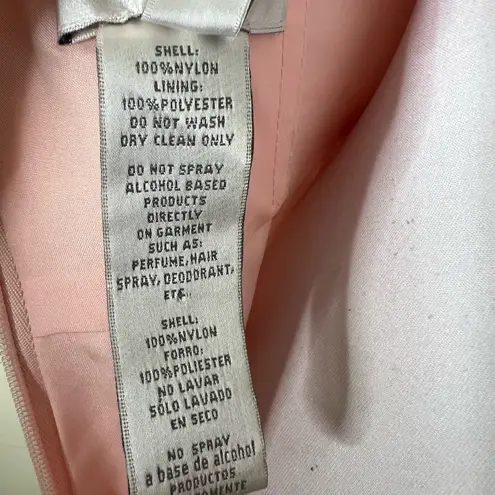 SHELL:
100%NYLON
LINING:
100%POLYESTER
DO NOT WASH
DRY CLEAN ONLY
DO NOT SPRAY
ALCOHOL BASED
PRODUCTS
DIRECTLY
ON GARMENT
SUCH AS:
PERFUME,HAIR
SPRAY, DEODORANT,
ETC
SHELL:
100%NYLON
FORRO:
100%POLIESTER
NO LAVAR
SÓLO LAVADO
EN SECO
NO SPRAY
a base de alcohol
PRODUCTOS